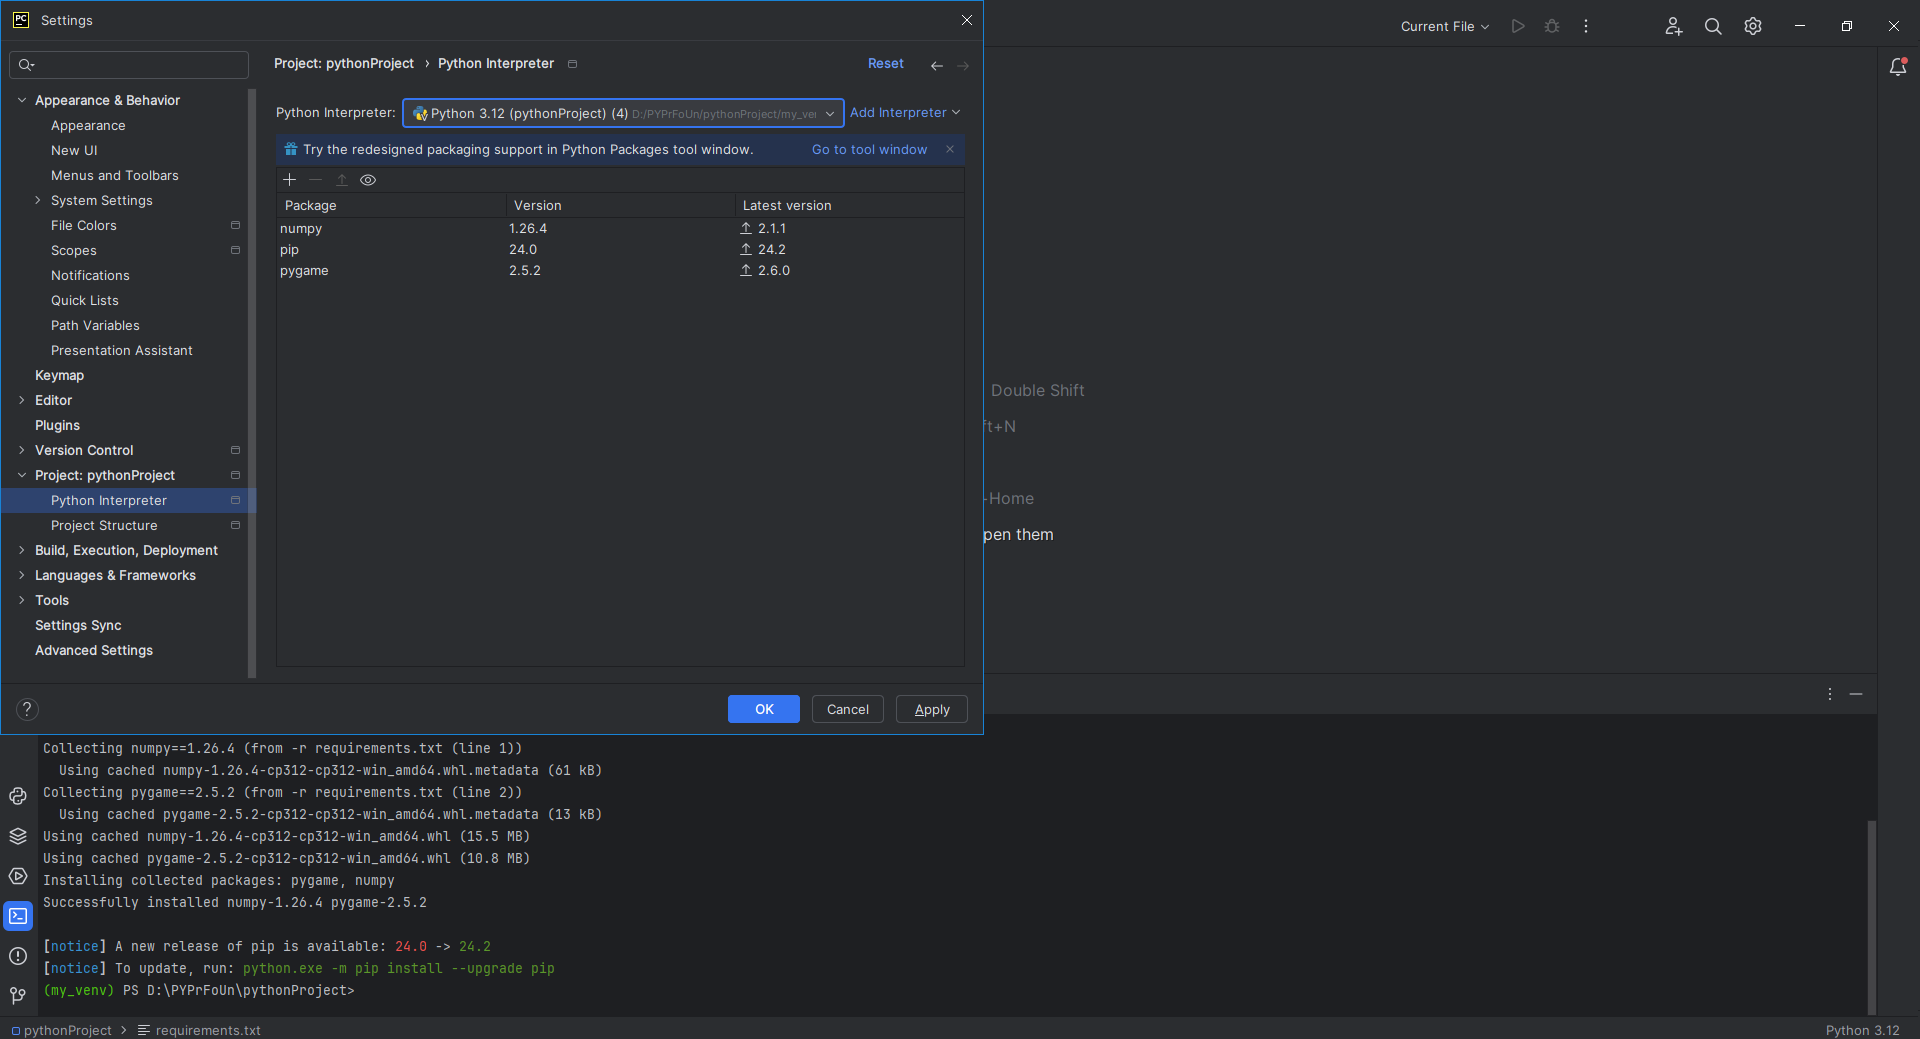 PC Settings
Current File
Project: pythonProject › Python Interpreter
Reset
Python Interpreter:
Python 3.12 (pythonProject) (4) D:/PYPrFoUn/pythonProject/my_ve
Add Interpreter
Try the redesigned packaging support in Python Packages tool window.
Go to tool window
Package Version Latest version
numpy 1.26.4 2.1.1
pip 24.0 24.2
pygame 2.5.2 2.6.0
Appearance & Behavior
Appearance
New UI
Menus and Toolbars
System Settings
File Colors
Scopes
Notifications
Quick Lists
Path Variables
Presentation Assistant
Keymap
Editor
Plugins
Version Control
Project: pythonProject
Python Interpreter
Project Structure
Build, Execution, Deployment
Languages & Frameworks
Tools
Settings Sync
Advanced Settings
Double Shift
ft+N
-Home
pen them
? OK Cancel Apply
Collecting numpy==1.26.4 (from -r requirements.txt (line 1))
Using cached numpy-1.26.4-cp312-cp312-win_amd64.whl.metadata (61 kB)
Collecting pygame==2.5.2 (from -r requirements.txt (line 2))
Using cached pygame-2.5.2-cp312-cp312-win_amd64.whl.metadata (13 kB)
Using cached numpy-1.26.4-cp312-cp312-win_amd64.whl (15.5 MB)
Using cached pygame-2.5.2-cp312-cp312-win_amd64.whl (10.8 MB)
Installing collected packages: pygame, numpy
Successfully installed numpy-1.26.4 pygame-2.5.2
[notice] A new release of pip is available: 24.0 -> 24.2
[notice] To update, run: python.exe -m pip install --upgrade pip
(my_venv) PS D:\PYPrFoUn\pythonProject>
pythonProject > requirements.txt
Python 3.12